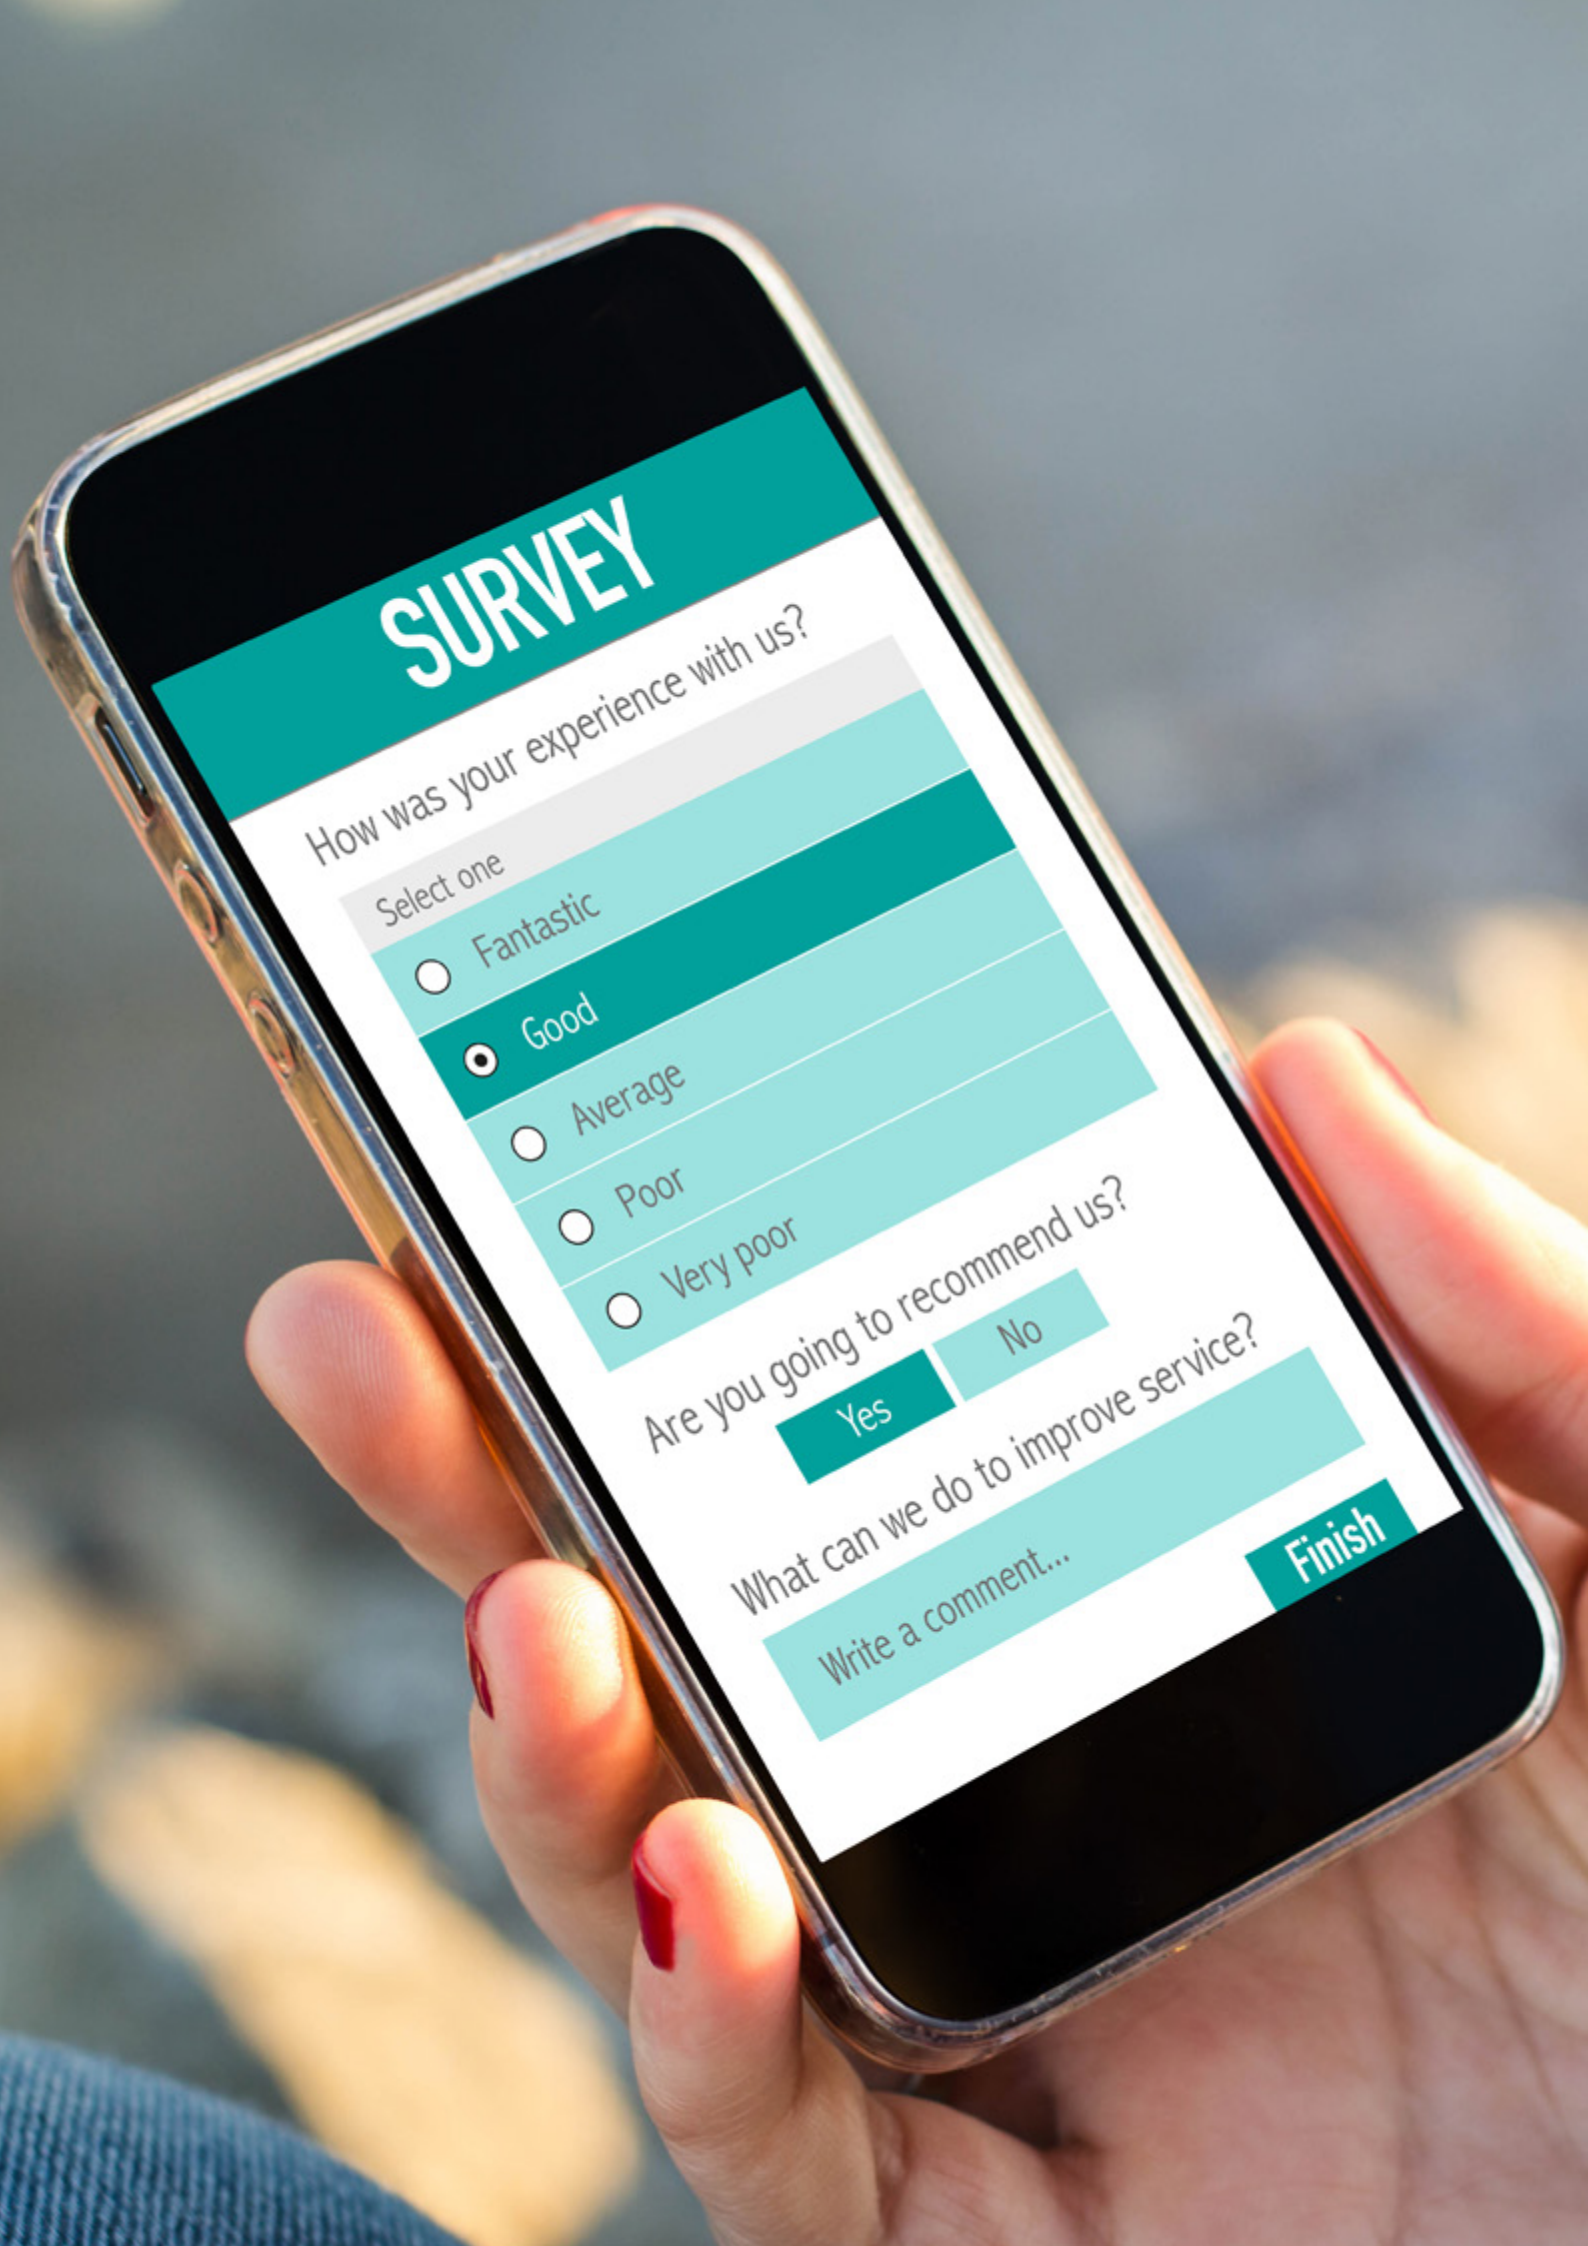 SURVEY
How was your experience with us?
Select one
Fantastic
Good
Average
Poor
Very poor
Are you going to recommend us?
Yes
No
What can we do to improve service?
Write a comment...
Finish